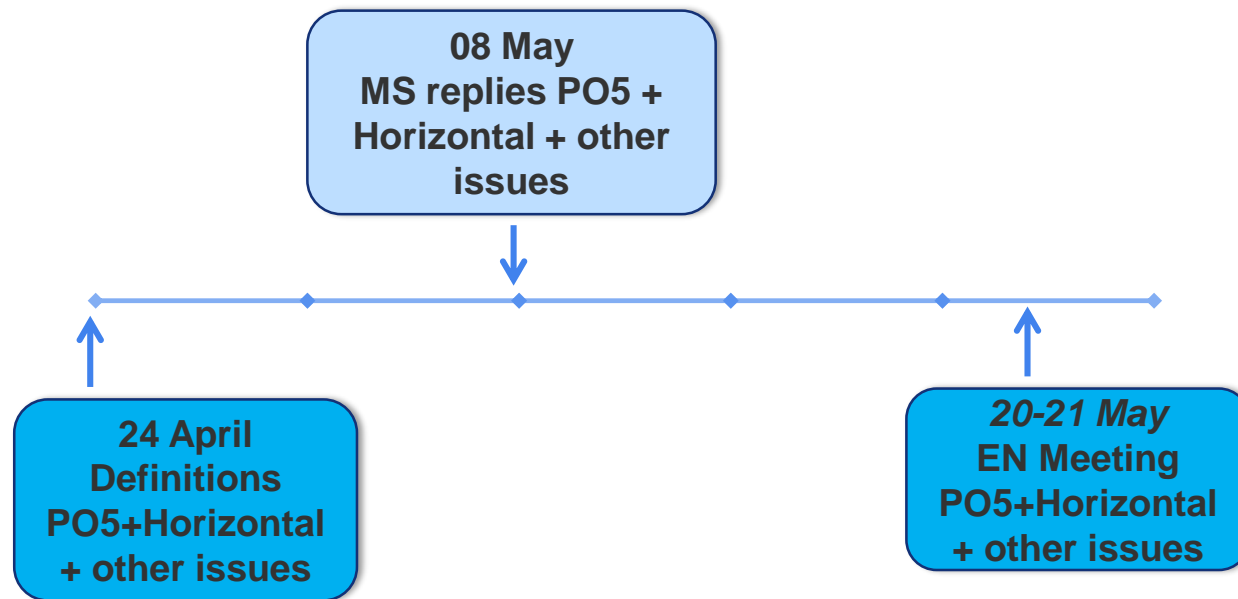 08 May
MS replies PO5 +
Horizontal + other
issues
24 April
Definitions
PO5+Horizontal
+ other issues
20-21 May
EN Meeting
PO5+Horizontal
+ other issues